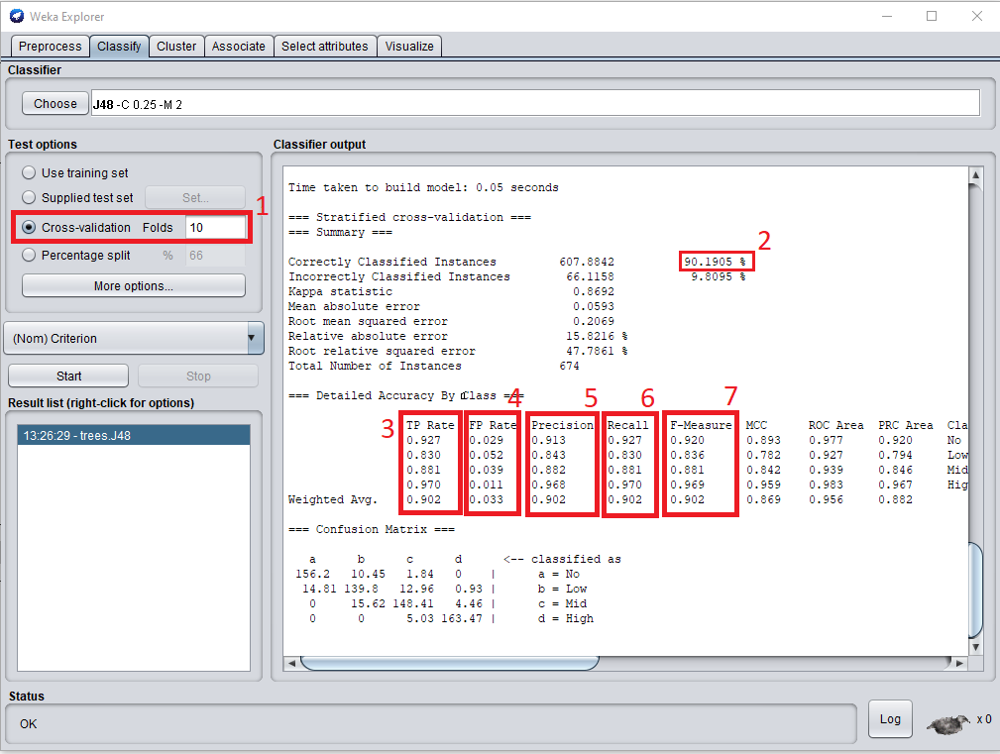 Weka Explorer
Preprocess Classify Cluster Associate Select attributes Visualize
Classifier
Choose J48 -C 0.25 -M 2
Test options
Use training set
Supplied test set Set...
1
Cross-validation Folds 10
Percentage split % 66
More options...
(Nom) Criterion
Start Stop
Result list (right-click for options)
13:26:29 - trees.J48
Classifier output
Time taken to build model: 0.05 seconds
=== Stratified cross-validation ===
=== Summary ===
2
Correctly Classified Instances 607.8842 90.1905 %
Incorrectly Classified Instances 66.1158 9.8095 %
Kappa statistic 0.8692
Mean absolute error 0.0593
Root mean squared error 0.2069
Relative absolute error 15.8216 %
Root relative squared error 47.7861 %
Total Number of Instances 674
=== Detailed Accuracy By Class ===
3 4 5 6 7
TP Rate FP Rate Precision Recall F-Measure MCC ROC Area PRC Area Cla
0.927 0.029 0.913 0.927 0.920 0.893 0.977 0.920 No
0.830 0.052 0.843 0.830 0.836 0.782 0.927 0.794 Low
0.881 0.039 0.882 0.881 0.881 0.842 0.939 0.846 Mid
0.970 0.011 0.968 0.970 0.969 0.959 0.983 0.967 Hig
Weighted Avg. 0.902 0.033 0.902 0.902 0.902 0.869 0.956 0.882
=== Confusion Matrix ===
a b c d <-- classified as
156.2 10.45 1.84 0 | a = No
14.81 139.8 12.96 0.93 | b = Low
0 15.62 148.41 4.46 | c = Mid
0 0 5.03 163.47 | d = High
Status
OK
Log x 0